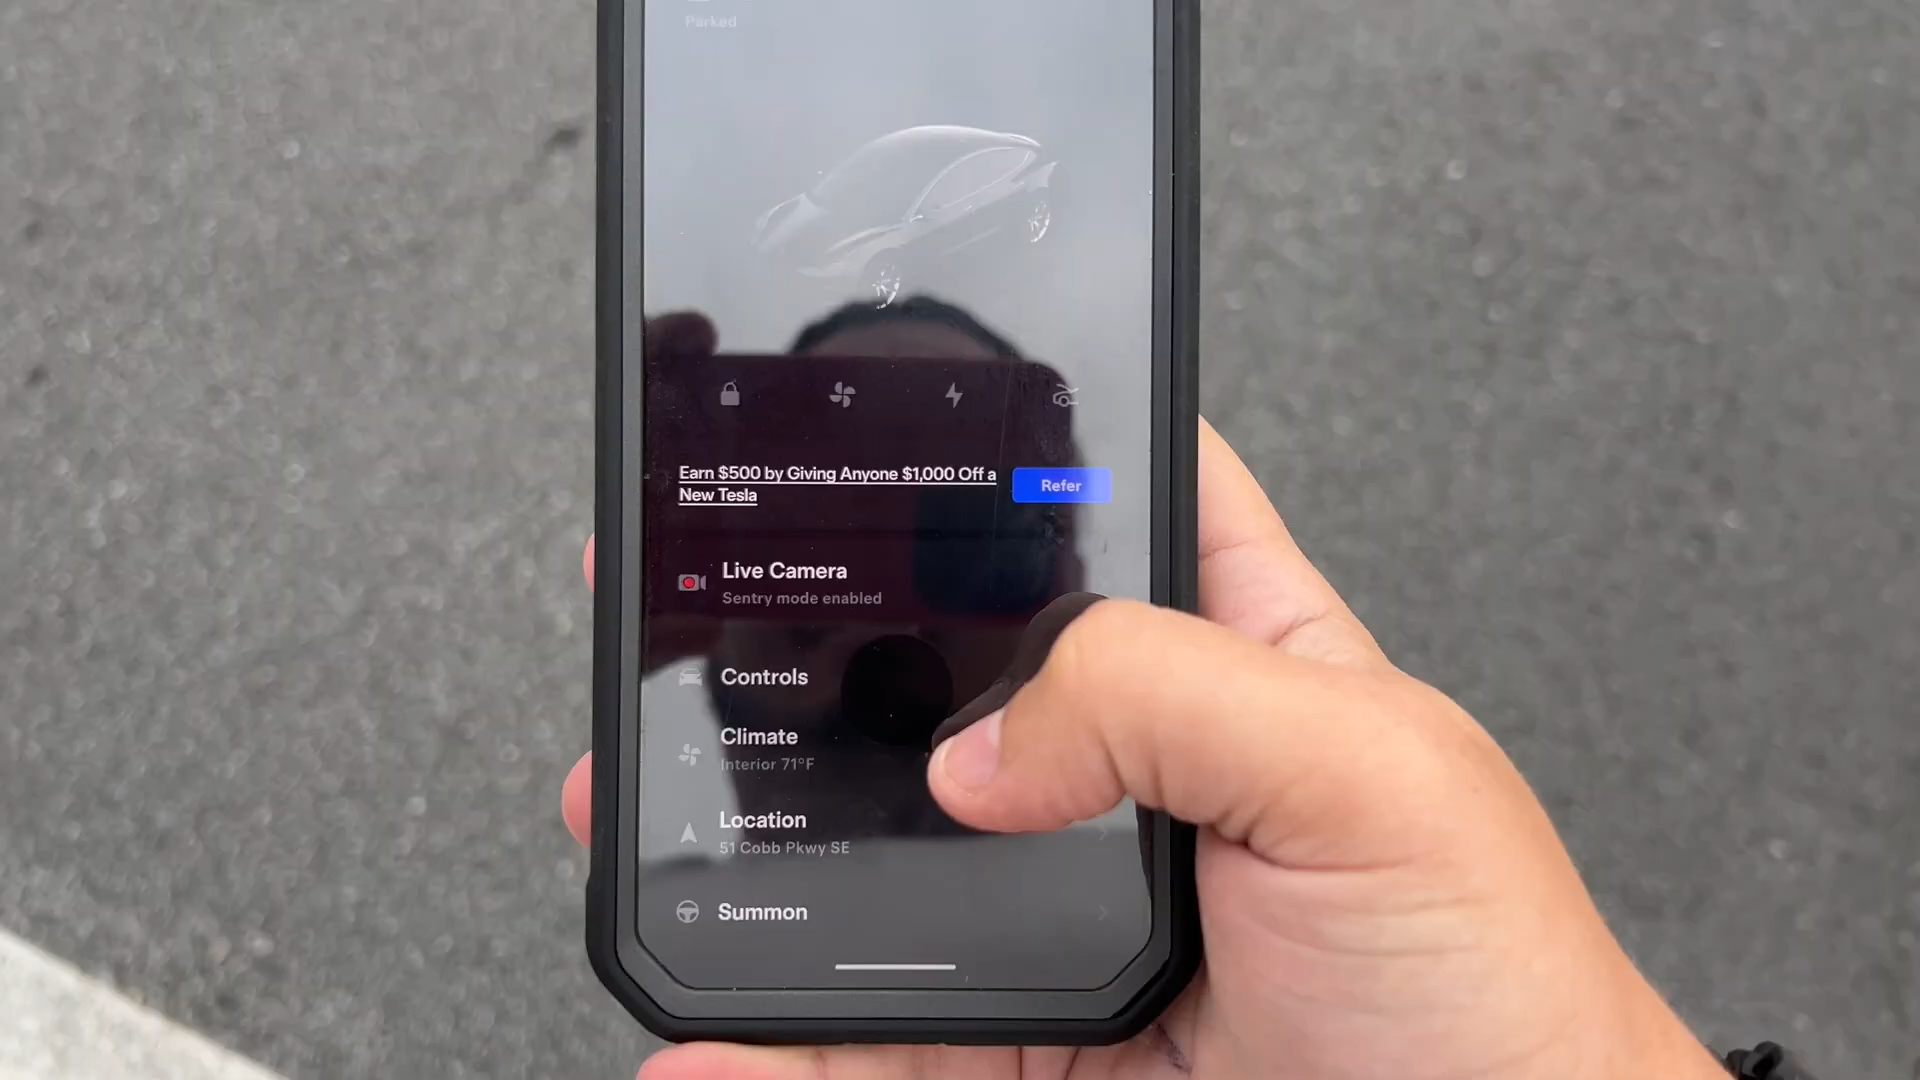 Parked
Earn $500 by Giving Anyone $1,000 Off a
New Tesla
Refer
Live Camera
Sentry mode enabled
Controls
Climate
Interior 71°F
Location
51 Cobb Pkwy SE
Summon